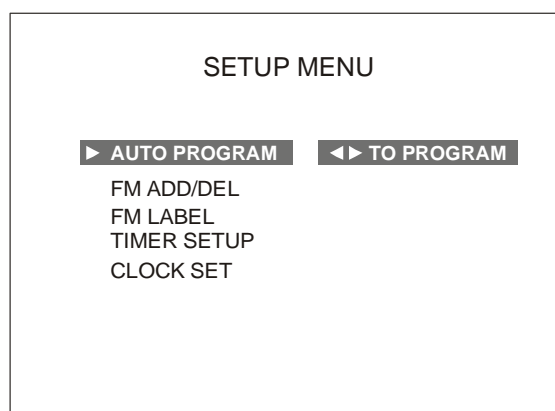 SETUP MENU
► AUTO PROGRAM ◄► TO PROGRAM
FM ADD/DEL
FM LABEL
TIMER SETUP
CLOCK SET